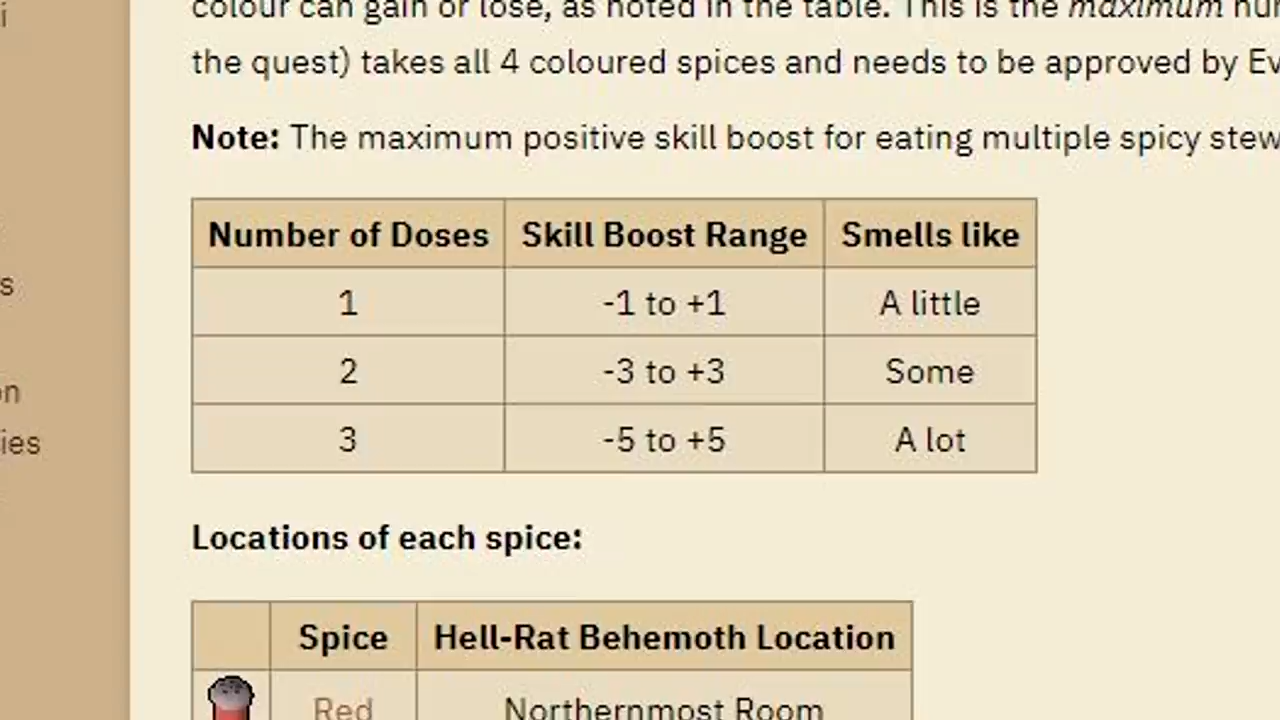 colour can gain or lose, as noted in the table. This is the maximum
the quest) takes all 4 coloured spices and needs to be approved by
Note: The maximum positive skill boost for eating multiple spicy stew
Number of Doses Skill Boost Range Smells like
1 -1 to +1 A little
2 -3 to +3 Some
3 -5 to +5 A lot
Locations of each spice:
Spice Hell-Rat Behemoth Location
Red Northernmost Room